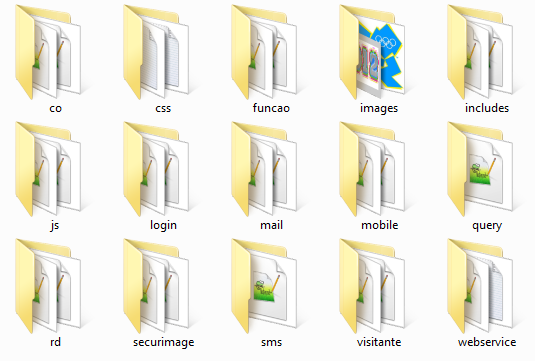 co css funcao images includes
js login mail mobile query
rd securimage sms visitante webservice